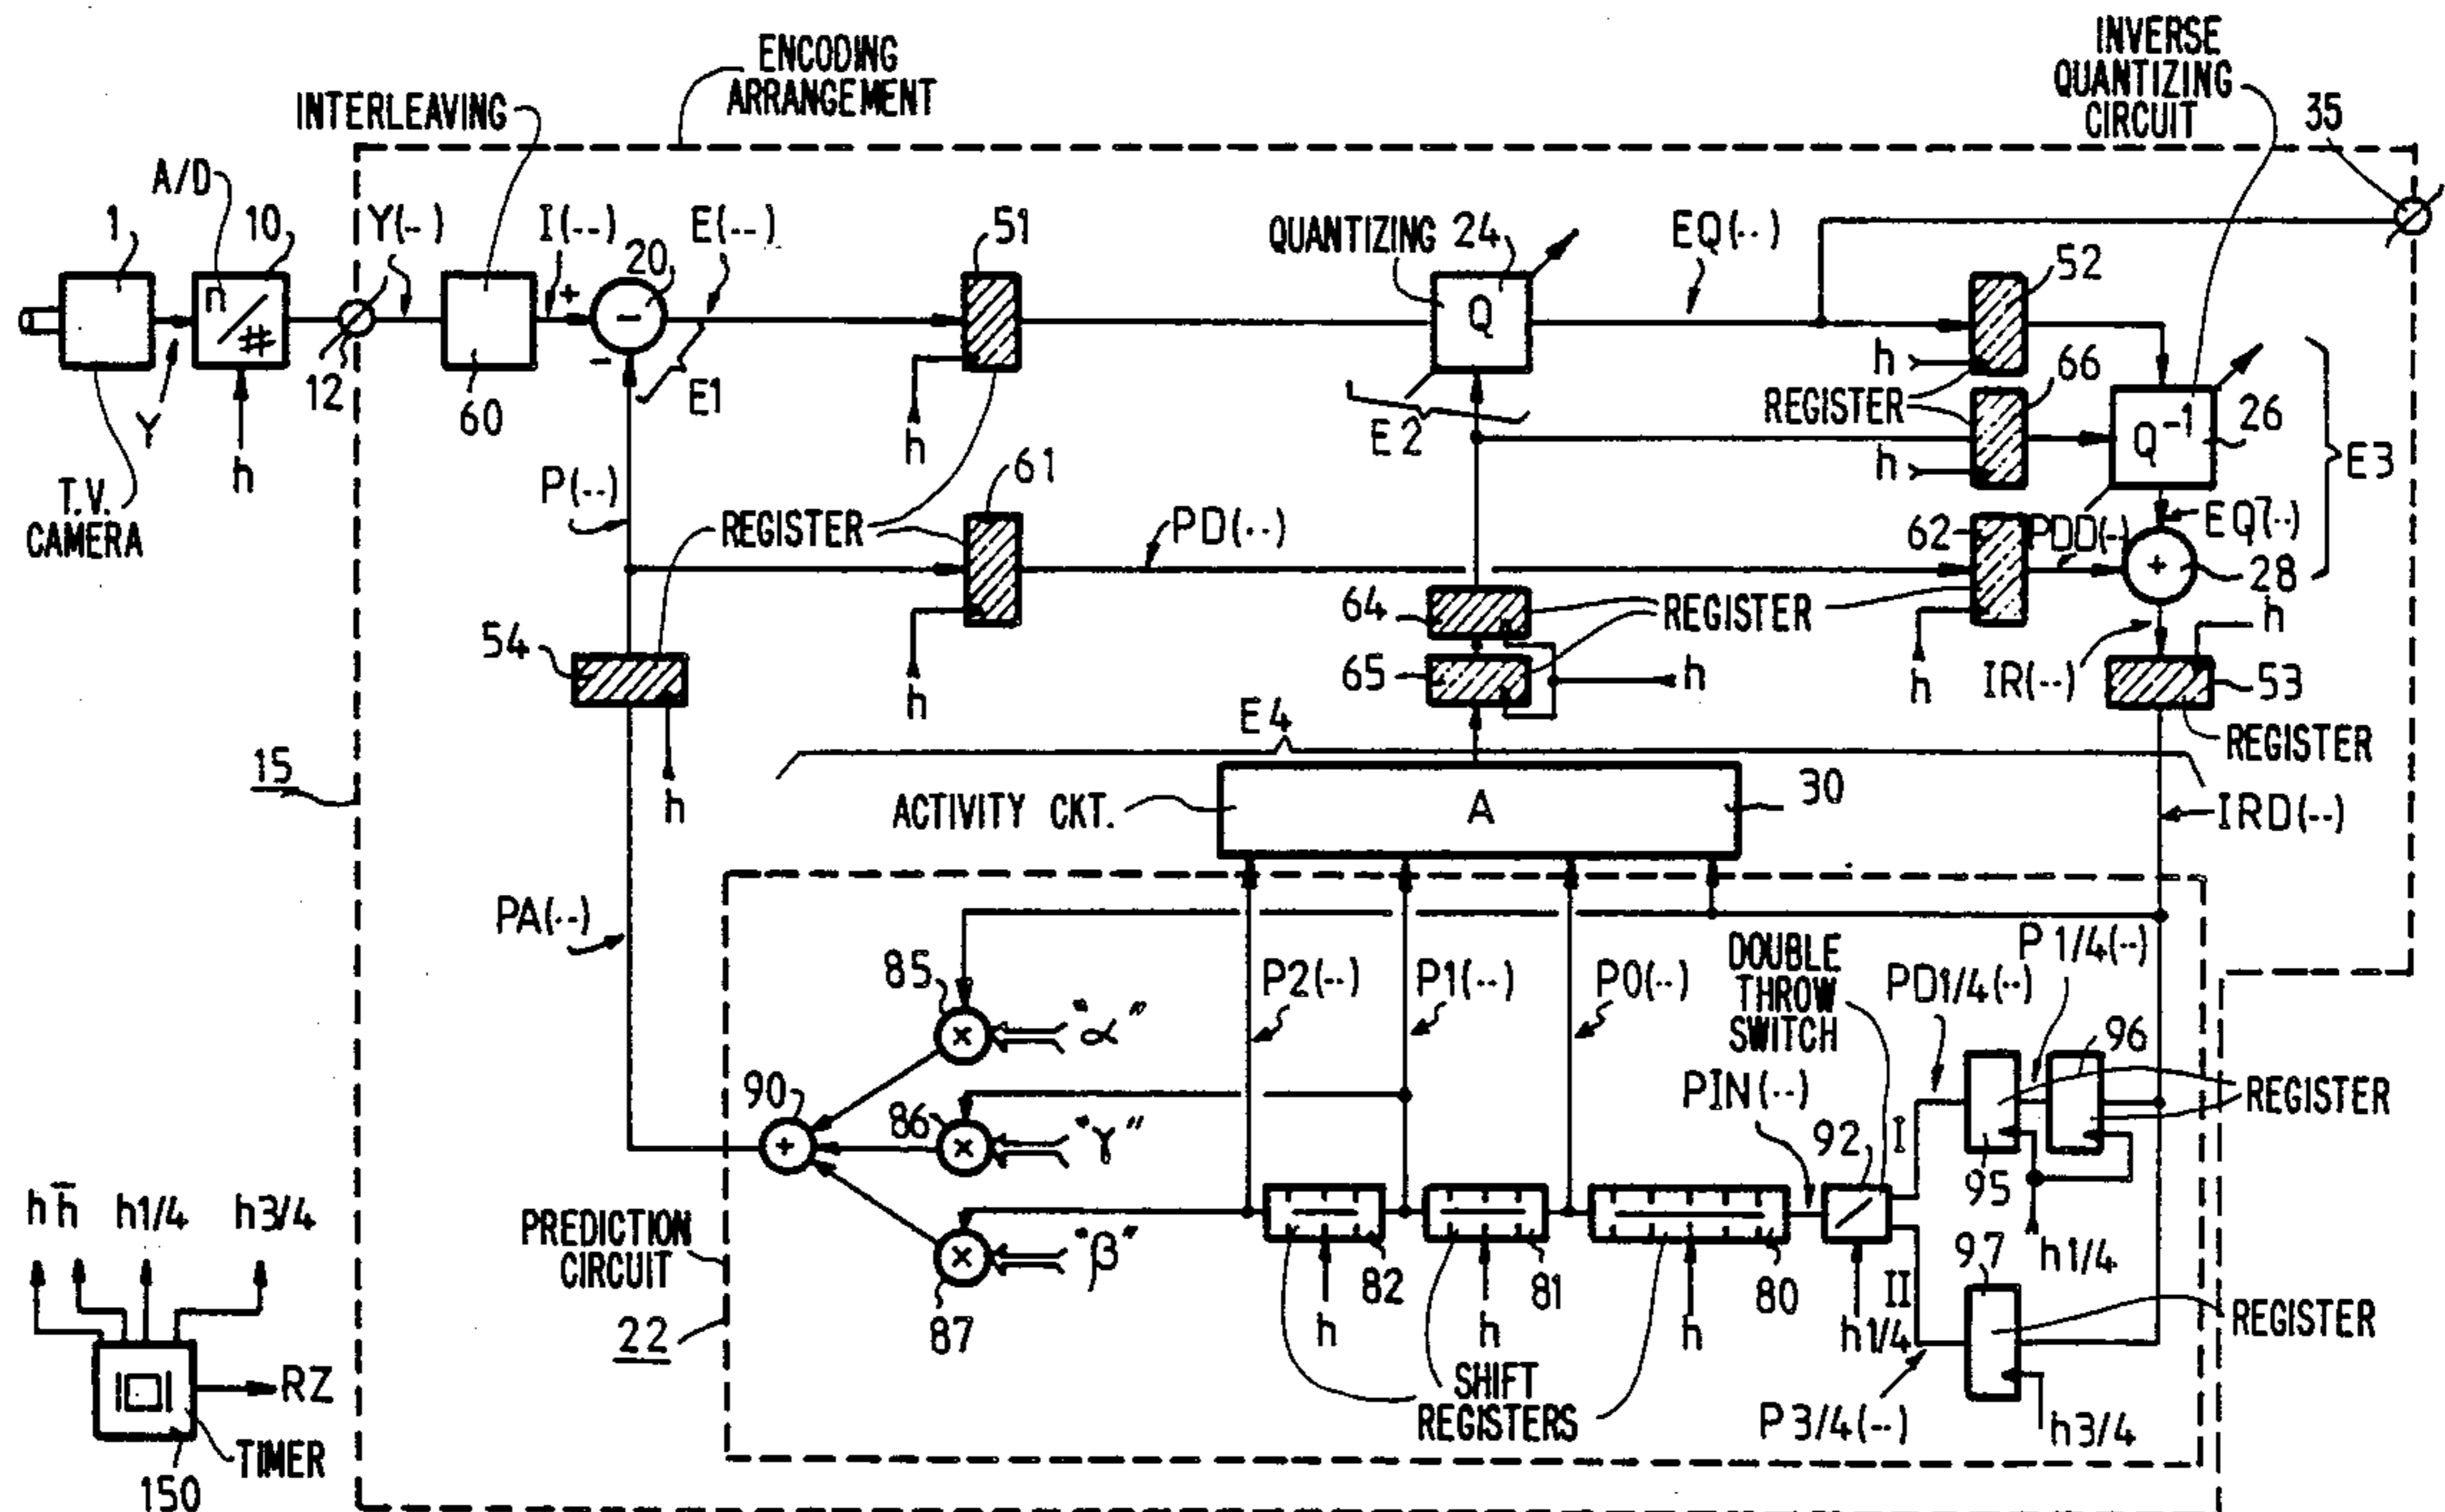 ENCODING
ARRANGEMENT
INVERSE
QUANTIZING
CIRCUIT
35
INTERLEAVING
A/D
1
10
Y(--)
I(--)
E(--)
51
QUANTIZING 24
EQ(--)
52
n
#
+
20
-
-
Q
h
Y
h
12
60
E1
h
E2
REGISTER
66
h
Q-1
26
E3
T.V.
CAMERA
P(--)
REGISTER
61
PD(--)
62
PDD(--)
EQ(--)
+
28
h
54
64
REGISTER
65
h
h
h
IR(--)
53
REGISTER
15
h
E4
ACTIVITY CKT.
A
30
IRD(--)
PA(--)
85
P2(--)
P1(--)
P0(--)
DOUBLE
THROW
SWITCH
P1/4(--)
PD1/4(--)
96
x
"α"
90
+
86
x
"γ"
PIN(--)
92
I
95
REGISTER
h h̄ h1/4 h3/4
PREDICTION
CIRCUIT
22
x
"β"
87
82
h
81
h
80
h
h1/4
II
h1/4
97
REGISTER
RZ
TIMER
150
SHIFT
REGISTERS
P3/4(--)
h3/4